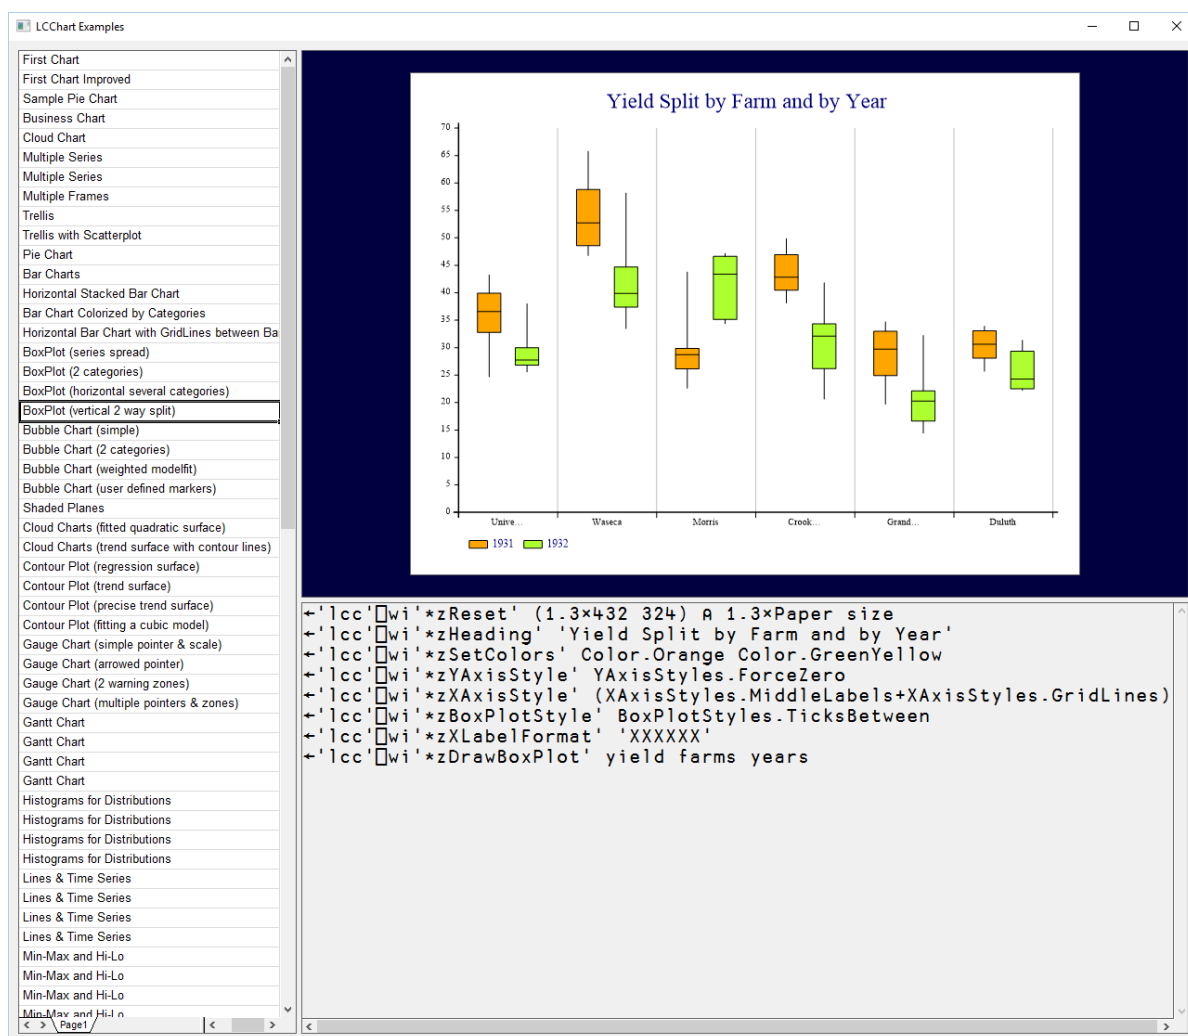 LCChart Examples
First Chart
First Chart Improved
Sample Pie Chart
Business Chart
Cloud Chart
Multiple Series
Multiple Series
Multiple Frames
Trellis
Trellis with Scatterplot
Pie Chart
Bar Charts
Horizontal Stacked Bar Chart
Bar Chart Colorized by Categories
Horizontal Bar Chart with GridLines between Ba
BoxPlot (series spread)
BoxPlot (2 categories)
BoxPlot (horizontal several categories)
BoxPlot (vertical 2 way split)
Bubble Chart (simple)
Bubble Chart (2 categories)
Bubble Chart (weighted modelfit)
Bubble Chart (user defined markers)
Shaded Planes
Cloud Charts (fitted quadratic surface)
Cloud Charts (trend surface with contour lines)
Contour Plot (regression surface)
Contour Plot (trend surface)
Contour Plot (precise trend surface)
Contour Plot (fitting a cubic model)
Gauge Chart (simple pointer & scale)
Gauge Chart (arrowed pointer)
Gauge Chart (2 warning zones)
Gauge Chart (multiple pointers & zones)
Gantt Chart
Gantt Chart
Gantt Chart
Gantt Chart
Histograms for Distributions
Histograms for Distributions
Histograms for Distributions
Histograms for Distributions
Lines & Time Series
Lines & Time Series
Lines & Time Series
Lines & Time Series
Min-Max and Hi-Lo
Min-Max and Hi-Lo
Min-Max and Hi-Lo
Min-Max and Hi-Lo
Page1
Yield Split by Farm and by Year
70
65
60
55
50
45
40
35
30
25
20
15
10
5
0
Unive... Waseca Morris Crook... Grand... Duluth
1931 1932
←'lcc'⎕wi'*zReset' (1.3×432 324) ⍝ 1.3×Paper size
←'lcc'⎕wi'*zHeading' 'Yield Split by Farm and by Year'
←'lcc'⎕wi'*zSetColors' Color.Orange Color.GreenYellow
←'lcc'⎕wi'*zYAxisStyle' YAxisStyles.ForceZero
←'lcc'⎕wi'*zXAxisStyle' (XAxisStyles.MiddleLabels+XAxisStyles.GridLines)
←'lcc'⎕wi'*zBoxPlotStyle' BoxPlotStyles.TicksBetween
←'lcc'⎕wi'*zXLabelFormat' 'XXXXXX'
←'lcc'⎕wi'*zDrawBoxPlot' yield farms years